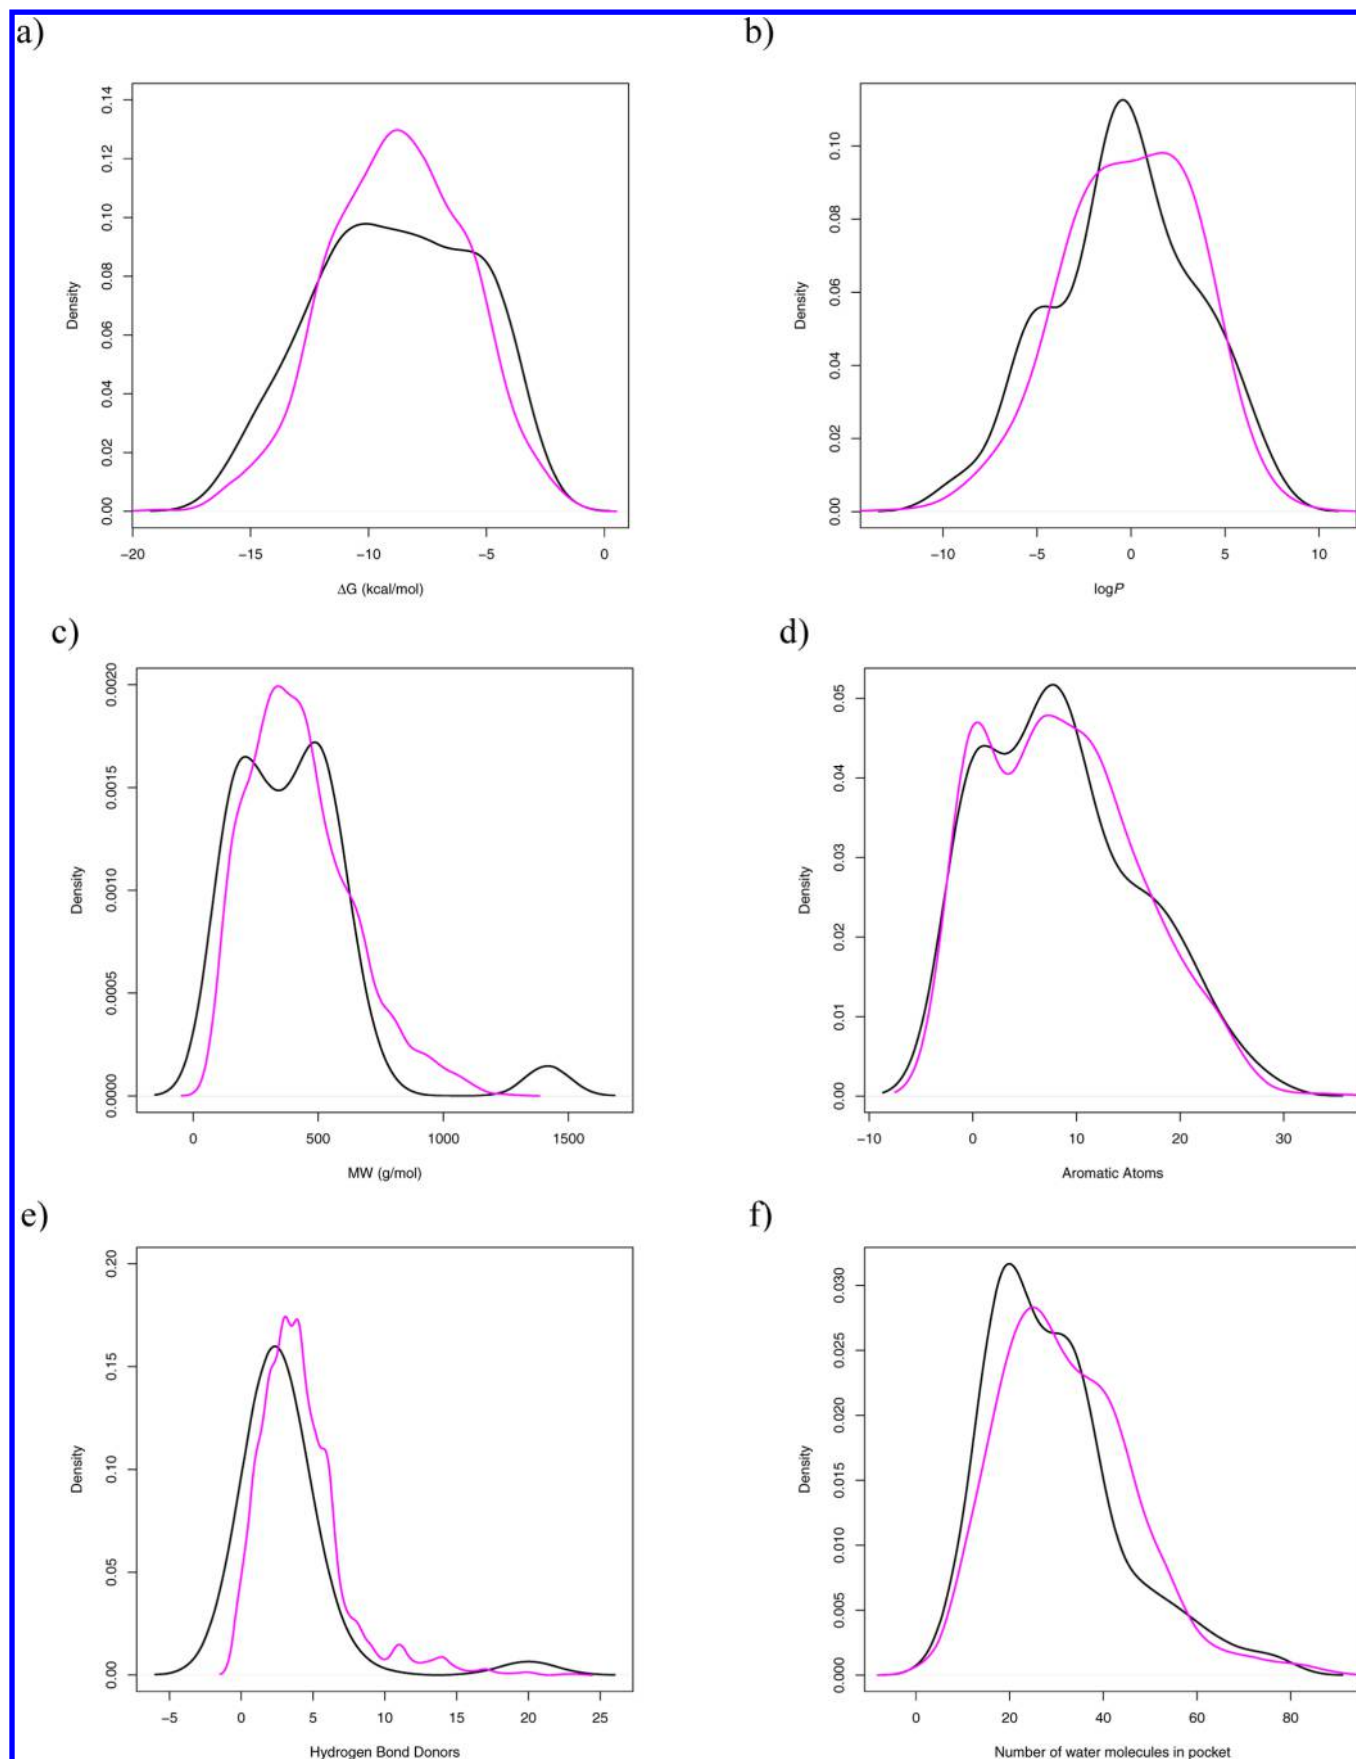 a)
b)
0.14
0.12
0.10
0.08
0.06
0.04
0.02
0.00
Density
−20 −15 −10 −5 0
ΔG (kcal/mol)
0.10
0.08
0.06
0.04
0.02
0.00
Density
−10 −5 0 5 10
logP
c)
d)
0.0020
0.0015
0.0010
0.0005
0.0000
Density
0 500 1000 1500
MW (g/mol)
0.05
0.04
0.03
0.02
0.01
0.00
Density
−10 0 10 20 30
Aromatic Atoms
e)
f)
0.20
0.15
0.10
0.05
0.00
Density
−5 0 5 10 15 20 25
Hydrogen Bond Donors
0.030
0.025
0.020
0.015
0.010
0.005
0.000
Density
0 20 40 60 80
Number of water molecules in pocket